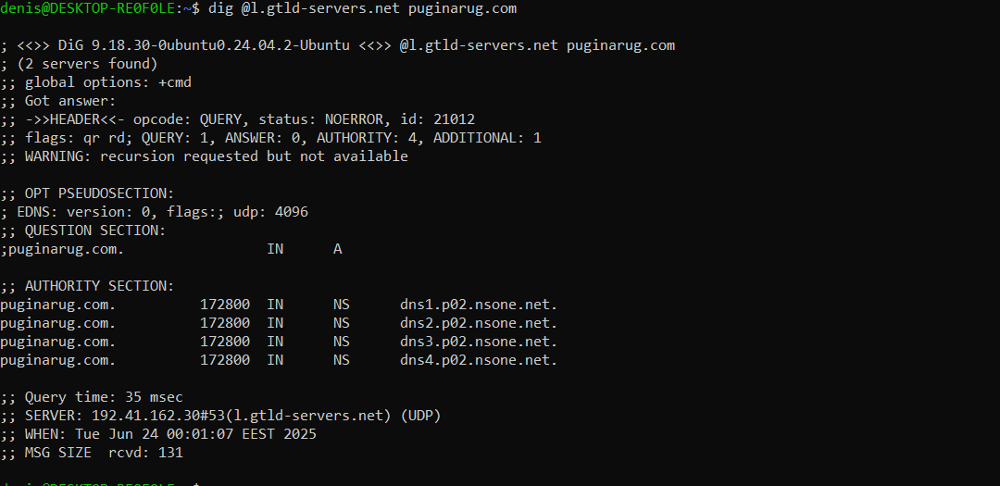 denis@DESKTOP-RE0F0LE:~$ dig @l.gtld-servers.net puginarug.com

; <<>> DiG 9.18.30-0ubuntu0.24.04.2-Ubuntu <<>> @l.gtld-servers.net puginarug.com
; (2 servers found)
;; global options: +cmd
;; Got answer:
;; ->>HEADER<<- opcode: QUERY, status: NOERROR, id: 21012
;; flags: qr rd; QUERY: 1, ANSWER: 0, AUTHORITY: 4, ADDITIONAL: 1
;; WARNING: recursion requested but not available

;; OPT PSEUDOSECTION:
; EDNS: version: 0, flags:; udp: 4096
;; QUESTION SECTION:
;puginarug.com.			IN	A

;; AUTHORITY SECTION:
puginarug.com.		172800	IN	NS	dns1.p02.nsone.net.
puginarug.com.		172800	IN	NS	dns2.p02.nsone.net.
puginarug.com.		172800	IN	NS	dns3.p02.nsone.net.
puginarug.com.		172800	IN	NS	dns4.p02.nsone.net.

;; Query time: 35 msec
;; SERVER: 192.41.162.30#53(l.gtld-servers.net) (UDP)
;; WHEN: Tue Jun 24 00:01:07 EEST 2025
;; MSG SIZE  rcvd: 131